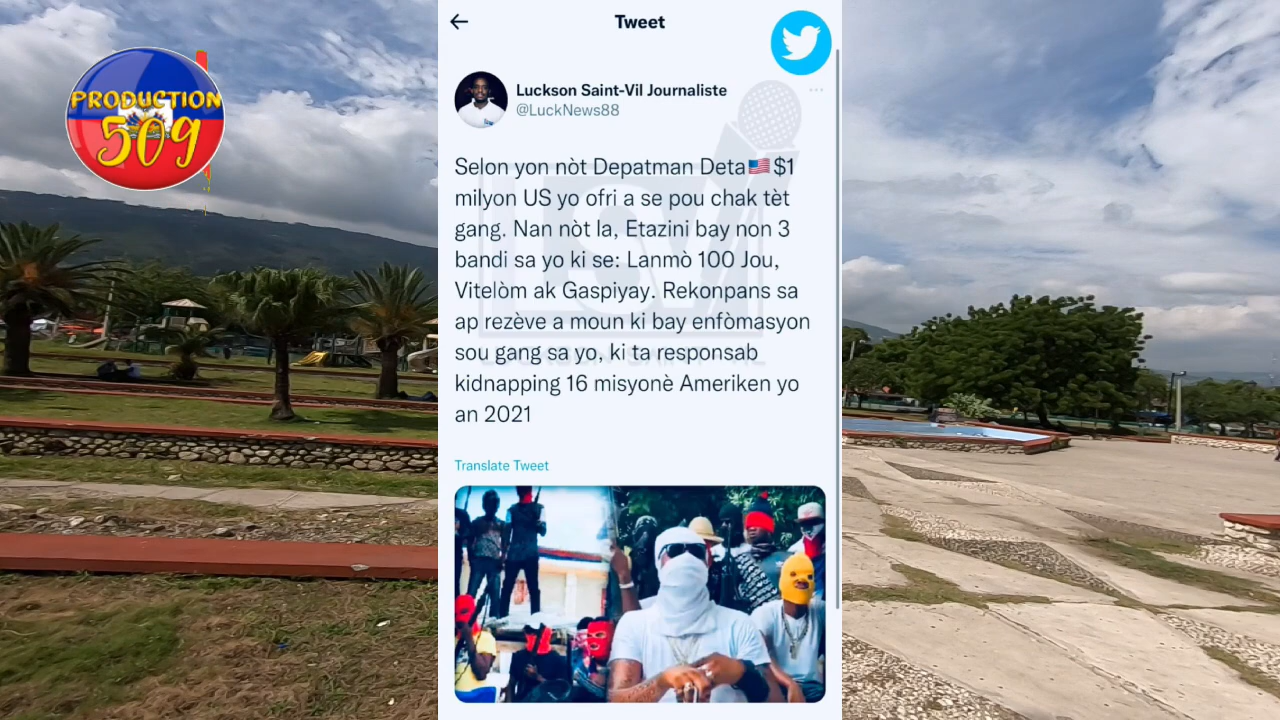 PRODUCTION
509
Tweet
Luckson Saint-Vil Journaliste
@LuckNews88
Selon yon nòt Depatman Deta🇺🇸$1
milyon US yo ofri a se pou chak tèt
gang. Nan nòt la, Etazini bay non 3
bandi sa yo ki se: Lanmò 100 Jou,
Vitelòm ak Gaspiyay. Rekonpans sa
ap rezève a moun ki bay enfòmasyon
sou gang sa yo, ki ta responsab
kidnapping 16 misyonè Ameriken yo
an 2021
Translate Tweet